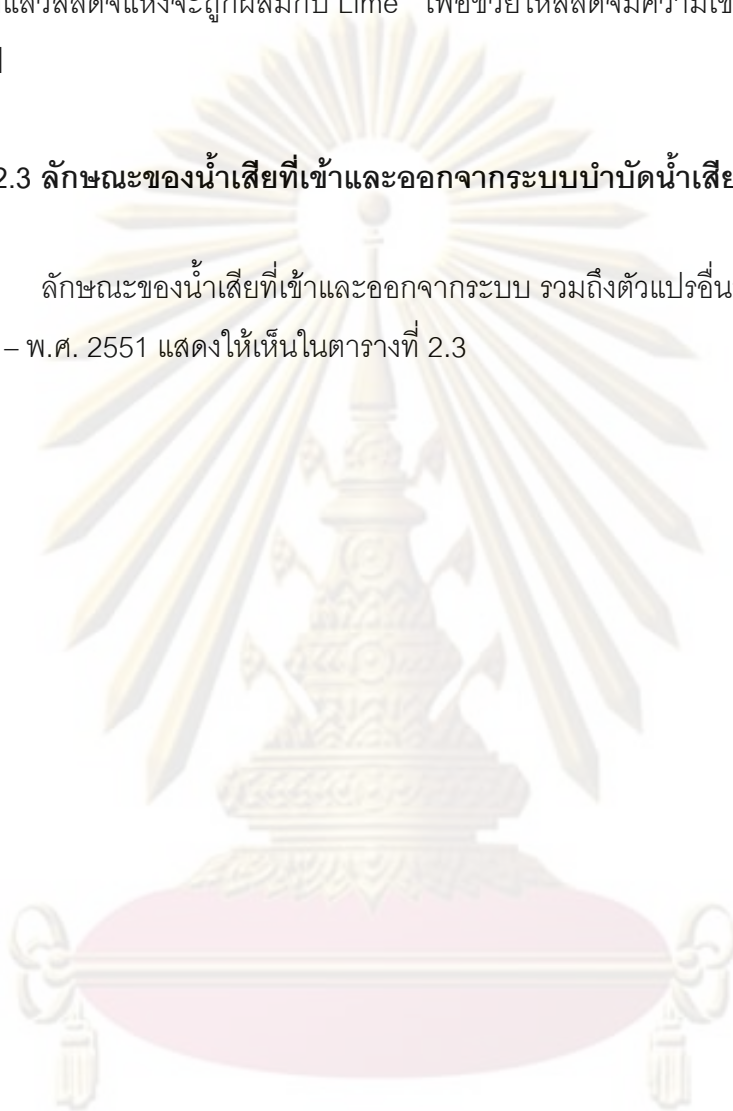 แล้วสลัดจ์แห้งจะถูกผสมกับ Lime เพื่อช่วยให้สลัดจ์มีความเข้
2.3 ลักษณะของน้ำเสียที่เข้าและออกจากระบบบำบัดน้ำเสีย
ลักษณะของน้ำเสียที่เข้าและออกจากระบบ รวมถึงตัวแปรอื่น
– พ.ศ. 2551 แสดงให้เห็นในตารางที่ 2.3